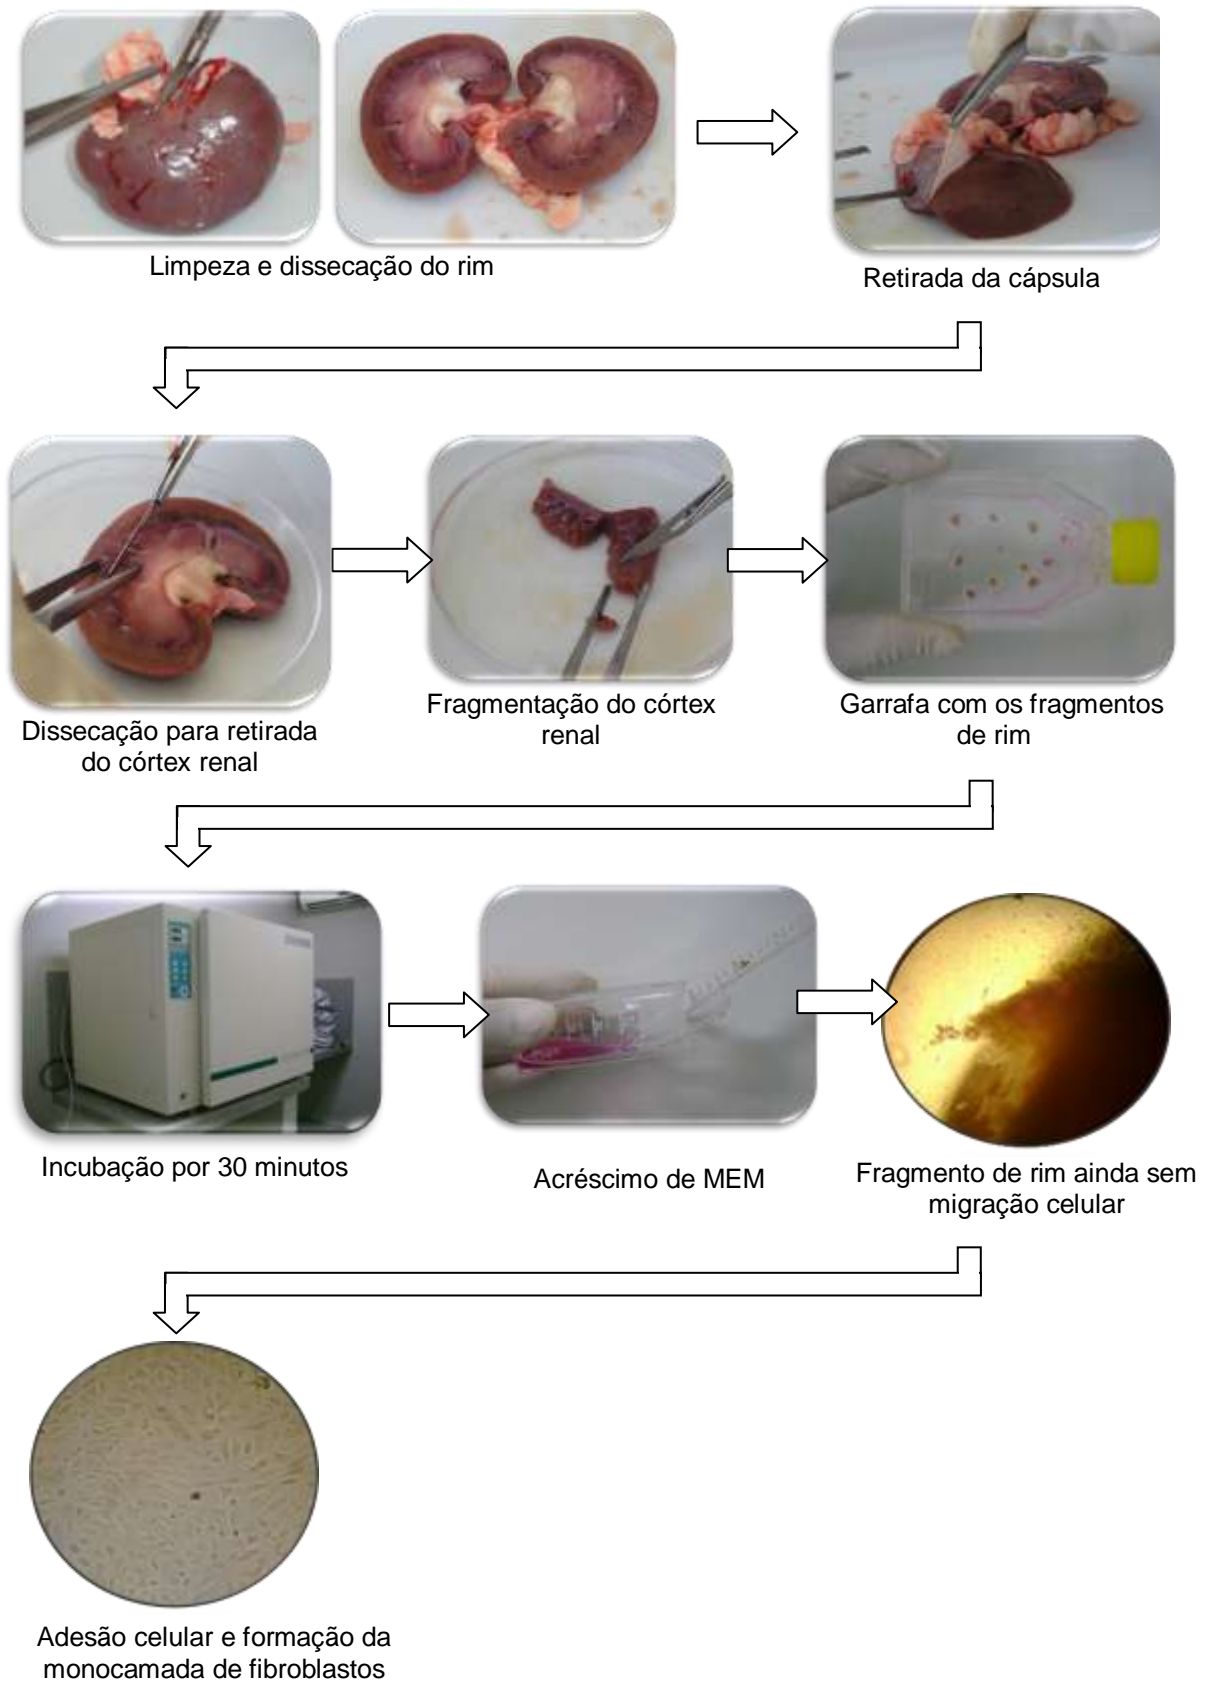 Limpeza e dissecação do rim
Retirada da cápsula
Dissecação para retirada
do córtex renal
Fragmentação do córtex
renal
Garrafa com os fragmentos
de rim
Incubação por 30 minutos
Acréscimo de MEM
Fragmento de rim ainda sem
migração celular
Adesão celular e formação da
monocamada de fibroblastos